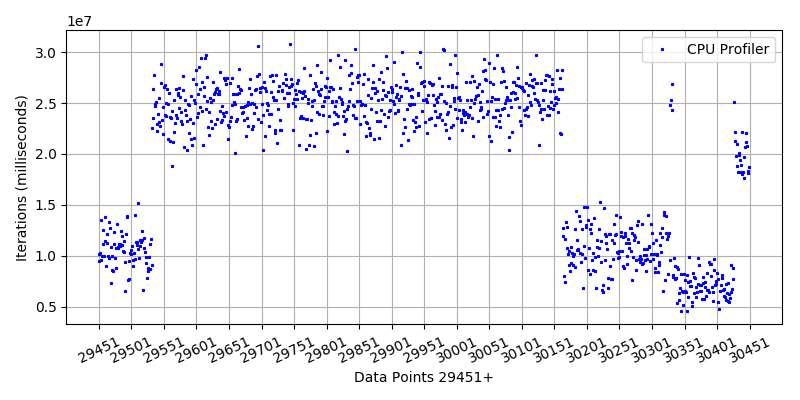 1e7
CPU Profiler
3.0
2.5
2.0
1.5
1.0
0.5
Iterations (milliseconds)
29451 29501 29551 29601 29651 29701 29751 29801 29851 29901 29951 30001 30051 30101 30151 30201 30251 30301 30351 30401 30451
Data Points 29451+